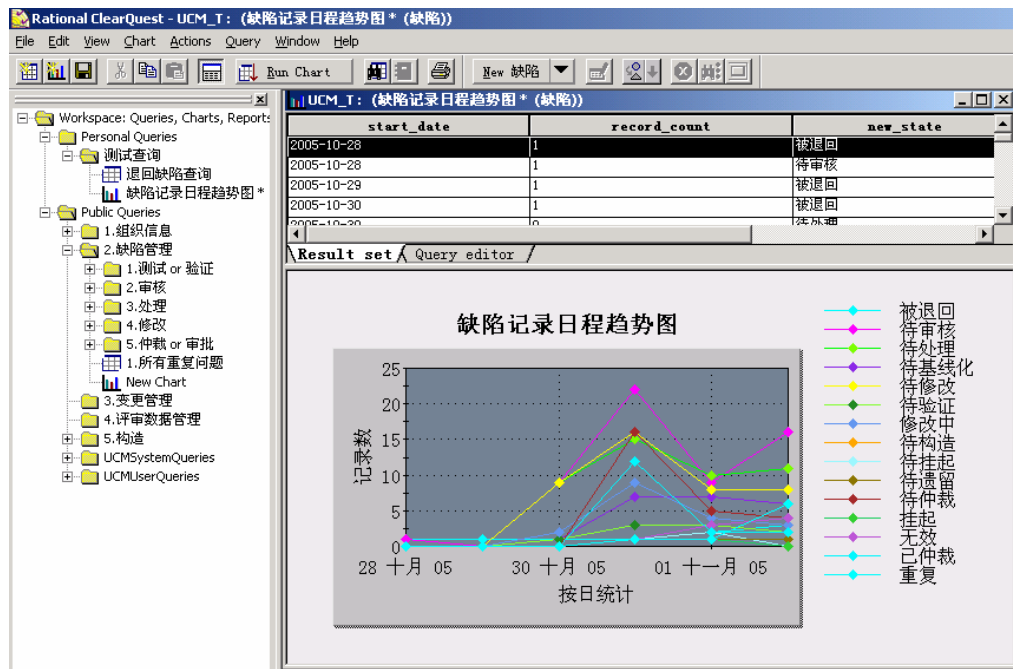 Rational ClearQuest - UCM_T: (缺陷记录日程趋势图 * (缺陷))
File Edit View Chart Actions Query Window Help
Run Chart New 缺陷
Workspace: Queries, Charts, Reports
Personal Queries
测试查询
退回缺陷查询
缺陷记录日程趋势图 *
Public Queries
1.组织信息
2.缺陷管理
1.测试 or 验证
2.审核
3.处理
4.修改
5.仲裁 or 审批
1.所有重复问题
New Chart
3.变更管理
4.评审数据管理
5.构造
UCMSystemQueries
UCMUserQueries
UCM_T: (缺陷记录日程趋势图 * (缺陷))
start_date record_count new_state
2005-10-28 1 被退回
2005-10-28 1 待审核
2005-10-29 1 被退回
2005-10-30 1 被退回
2005-10-30 0 待处理
Result set Query editor
缺陷记录日程趋势图
25
20
15
10
5
0
记录数
28 十月 05 30 十月 05 01 十一月 05
按日统计
被退回
待审核
待处理
待基线化
待修改
待验证
修改中
待构造
待挂起
待遗留
待仲裁
挂起
无效
已仲裁
重复